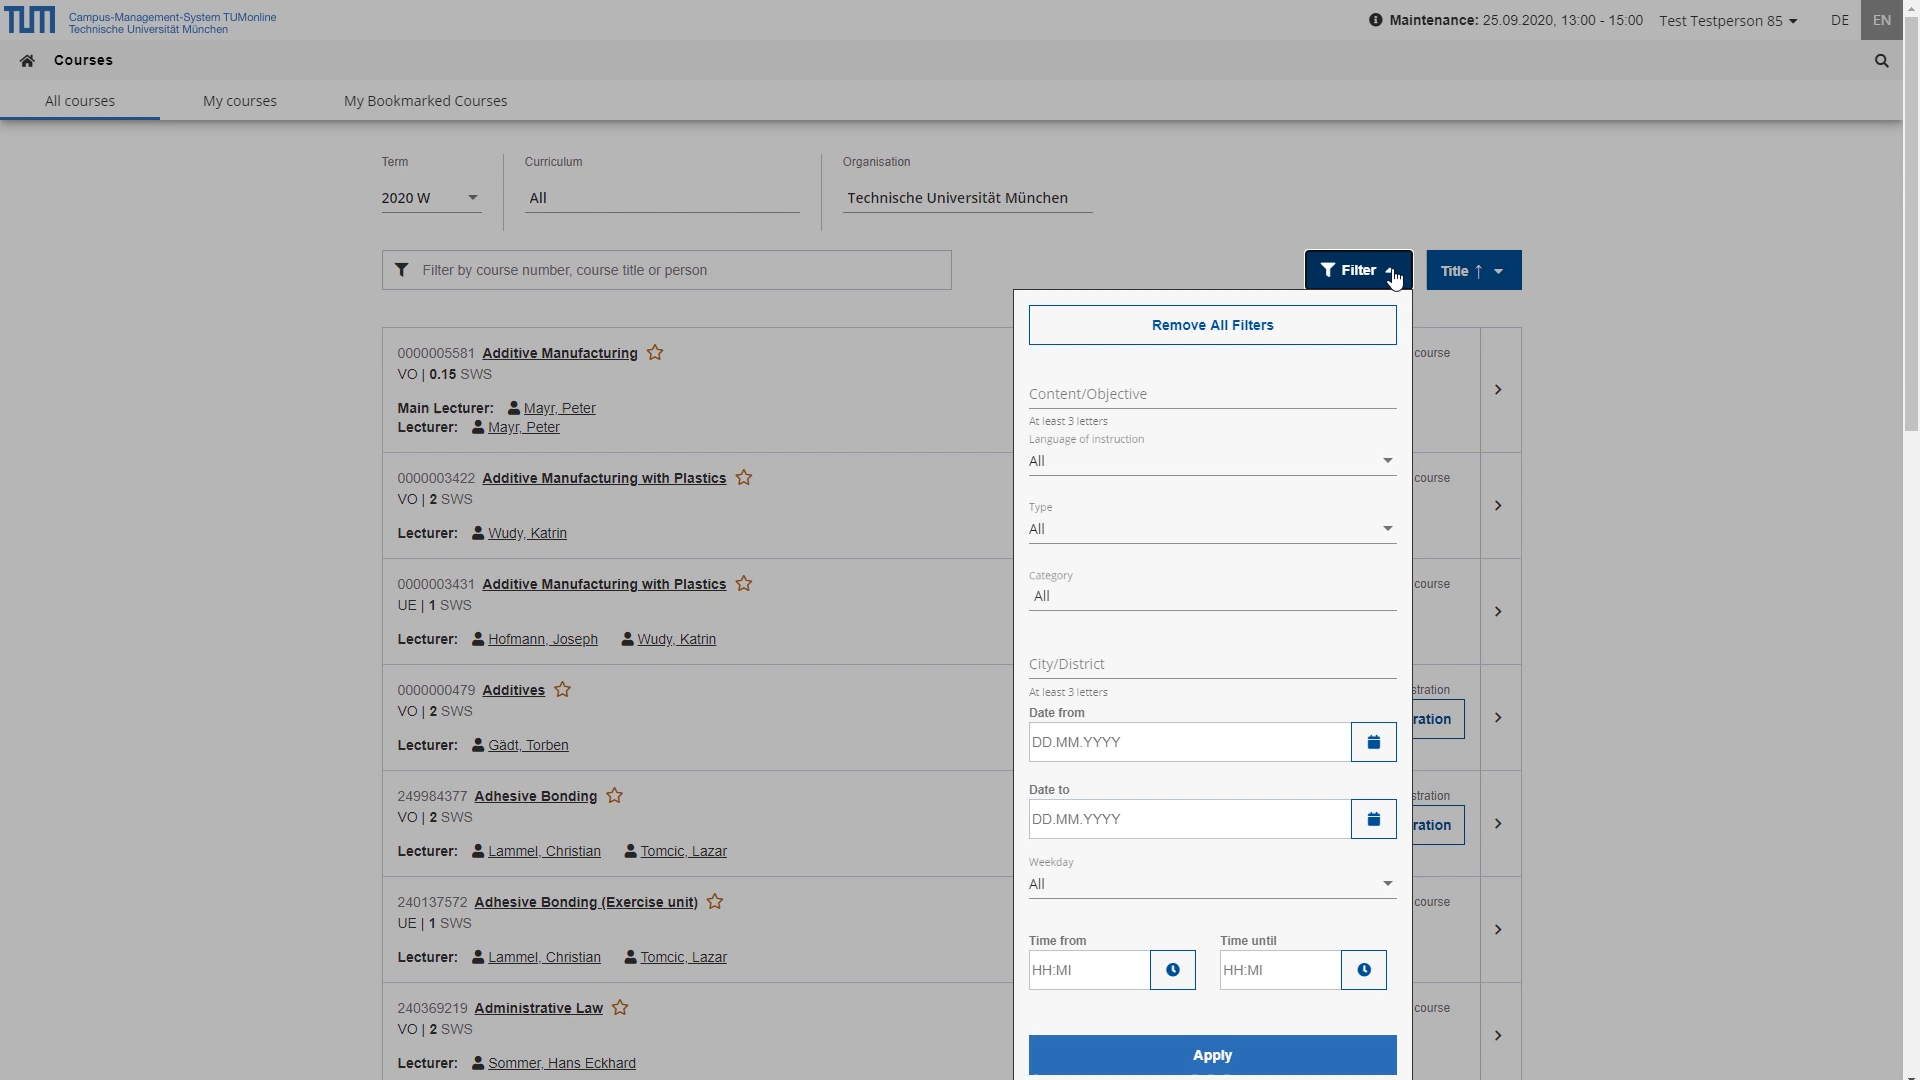 TUM
Campus-Management-System TUMonline
Technische Universität München
Maintenance: 25.09.2020, 13:00 - 15:00
Test Testperson 85
DE
EN
Courses
All courses
My courses
My Bookmarked Courses
Term
Curriculum
Organisation
2020 W
All
Technische Universität München
Filter by course number, course title or person
Filter
Title ↑
Remove All Filters
0000005581 Additive Manufacturing
course
VO | 0.15 SWS
Main Lecturer: Mayr, Peter
Lecturer: Mayr, Peter
0000003422 Additive Manufacturing with Plastics
course
VO | 2 SWS
Lecturer: Wudy, Katrin
0000003431 Additive Manufacturing with Plastics
course
UE | 1 SWS
Lecturer: Hofmann, Joseph Wudy, Katrin
0000000479 Additives
stration
VO | 2 SWS
ration
Lecturer: Gädt, Torben
249984377 Adhesive Bonding
stration
VO | 2 SWS
ration
Lecturer: Lammel, Christian Tomcic, Lazar
240137572 Adhesive Bonding (Exercise unit)
course
UE | 1 SWS
Lecturer: Lammel, Christian Tomcic, Lazar
240369219 Administrative Law
course
VO | 2 SWS
Lecturer: Sommer, Hans Eckhard
Content/Objective
At least 3 letters
Language of instruction
All
Type
All
Category
All
City/District
At least 3 letters
Date from
DD.MM.YYYY
Date to
DD.MM.YYYY
Weekday
All
Time from
Time until
HH:MI
HH:MI
Apply